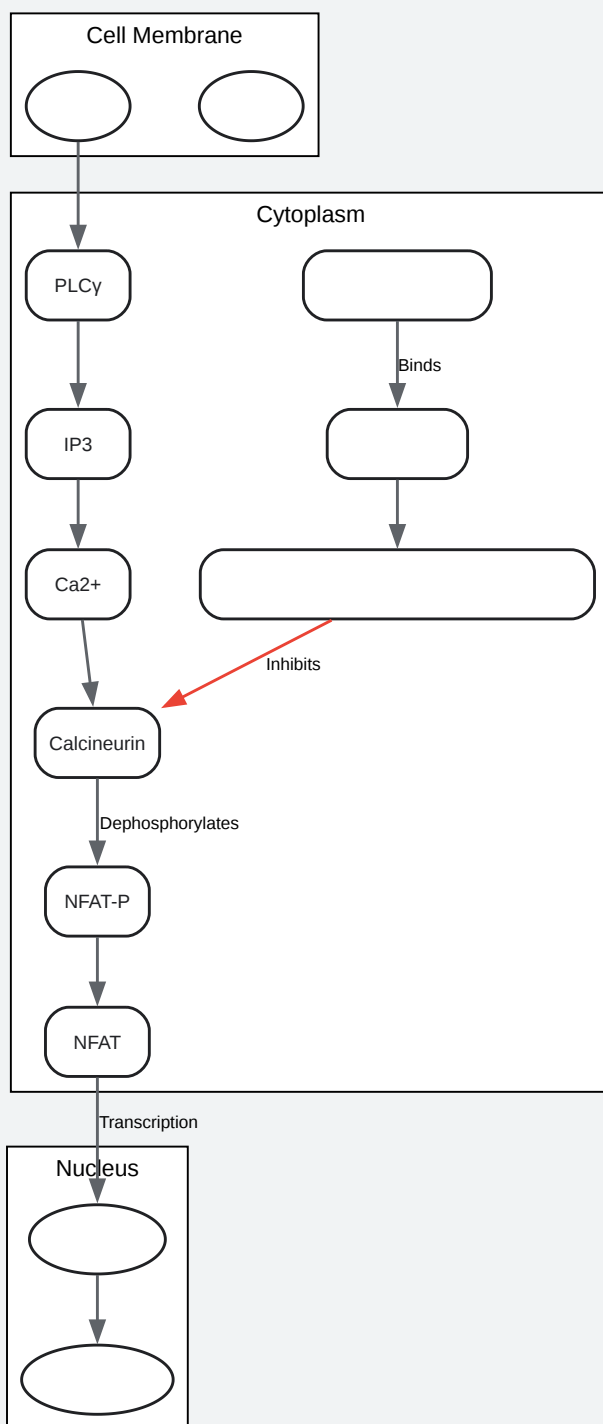 Cell Membrane
Cytoplasm
PLCγ
Binds
IP3
Ca2+
Inhibits
Calcineurin
Dephosphorylates
NFAT-P
NFAT
Transcription
Nucleus